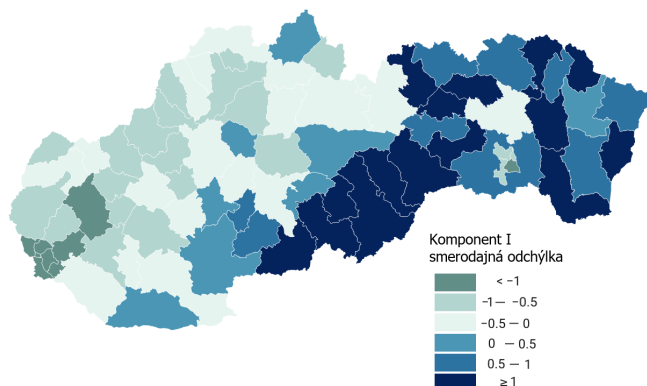 Komponent I
smerodajná odchýlka
< −1
−1 — −0.5
−0.5 — 0
0 — 0.5
0.5 — 1
≥ 1